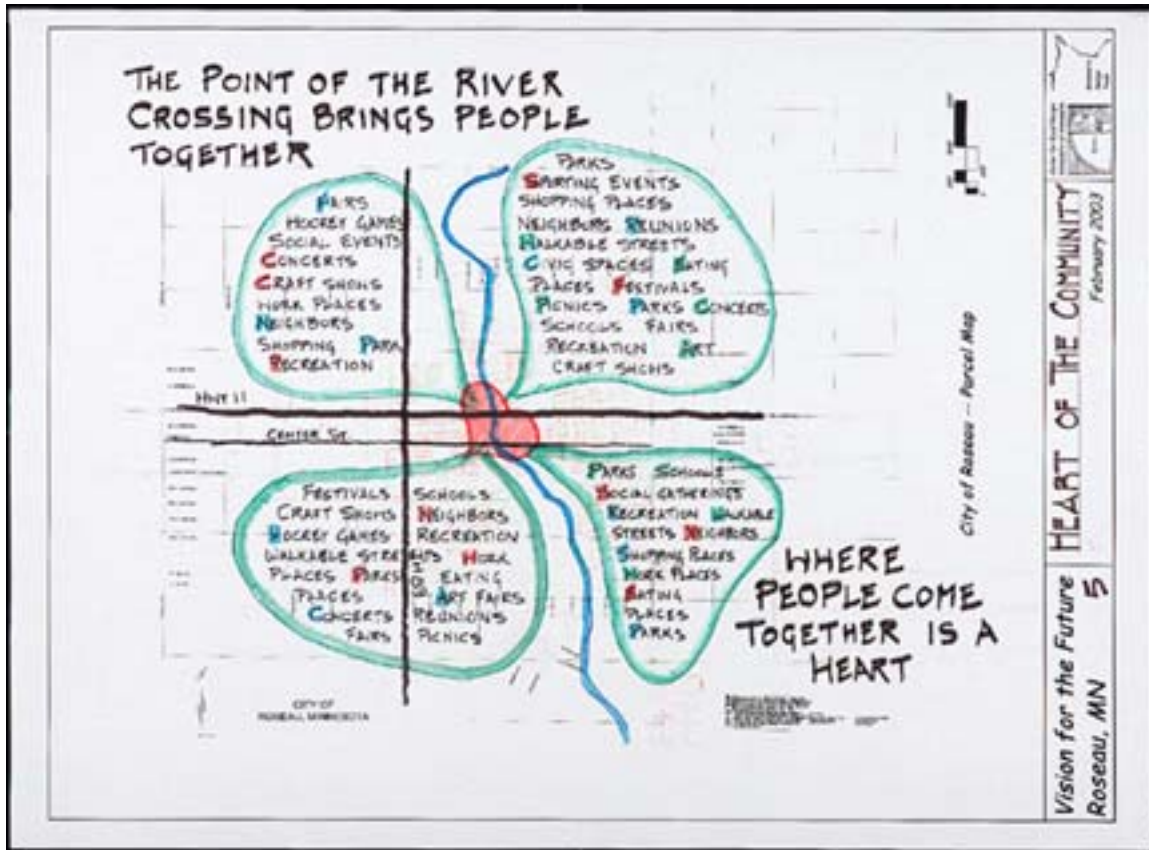 THE POINT OF THE RIVER
CROSSING BRINGS PEOPLE
TOGETHER
FAIRS
HOCKEY GAMES
SOCIAL EVENTS
CONCERTS
CRAFT SHOWS
WORK PLACES
NEIGHBORS
SHOPPING PARK
RECREATION
PARKS
SPORTING EVENTS
SHOPPING PLACES
NEIGHBORS REUNIONS
WALKABLE STREETS
CIVIC SPACES EATING
PLACES FESTIVALS
PICNICS PARKS CONCERTS
SCHOOLS FAIRS
RECREATION ART
CRAFT SHOWS
HWY 11
CENTER ST.
FESTIVALS SCHOOLS
CRAFT SHOWS NEIGHBORS
HOCKEY GAMES RECREATION
WALKABLE STREETS WORK
PLACES PARKS EATING
PLACES ART FAIRS
CONCERTS REUNIONS
FAIRS PICNICS
PARKS SCHOOLS
SOCIAL GATHERINGS
RECREATION WALKABLE
STREETS NEIGHBORS
SHOPPING PLACES
WORK PLACES
EATING
PLACES
PARKS
WHERE
PEOPLE COME
TOGETHER IS A
HEART
CITY OF
ROSEAU, MINNESOTA
City of Roseau – Parcel Map
HEART OF THE COMMUNITY
February 2003
Vision for the Future
Roseau, MN 5